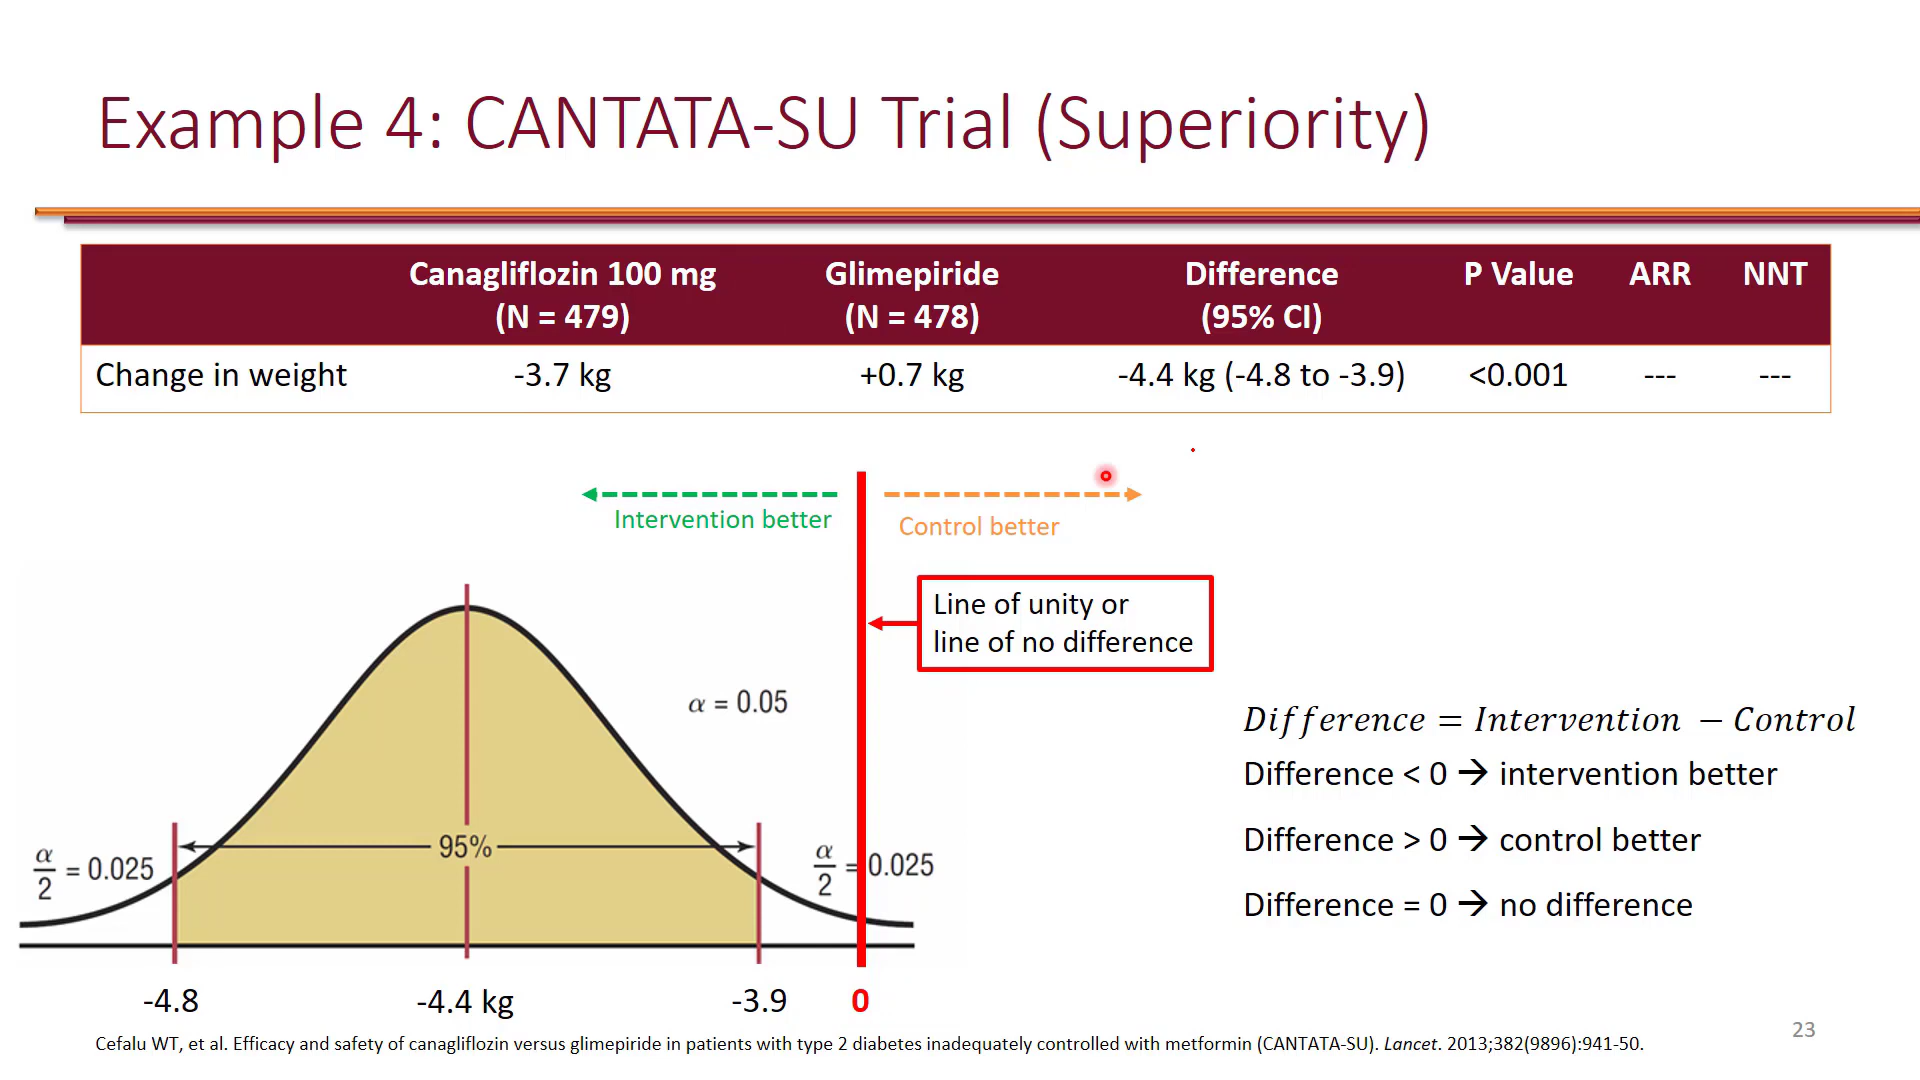 Example 4: CANTATA-SU Trial (Superiority)
Canagliflozin 100 mg (N = 479) Glimepiride (N = 478) Difference (95% CI) P Value ARR NNT
Change in weight -3.7 kg +0.7 kg -4.4 kg (-4.8 to -3.9) <0.001 --- ---
Intervention better
Control better
Line of unity or
line of no difference
α = 0.05
α/2 = 0.025
95%
α/2 = 0.025
-4.8 -4.4 kg -3.9 0
Difference = Intervention − Control
Difference < 0 → intervention better
Difference > 0 → control better
Difference = 0 → no difference
Cefalu WT, et al. Efficacy and safety of canagliflozin versus glimepiride in patients with type 2 diabetes inadequately controlled with metformin (CANTATA-SU). Lancet. 2013;382(9896):941-50.
23